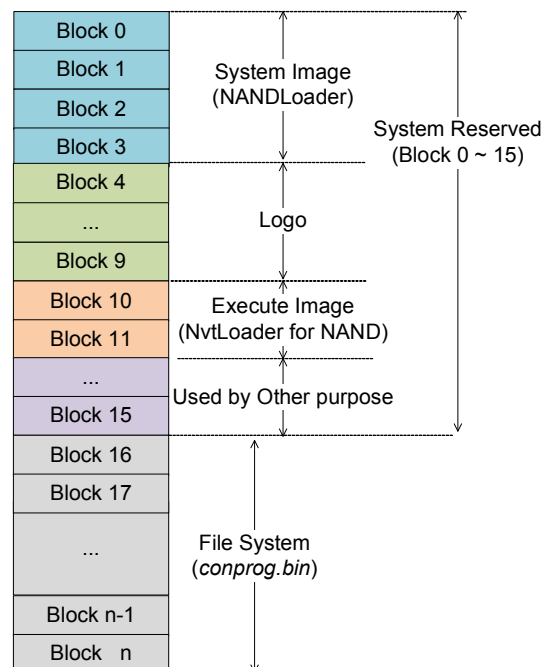 Block 0
Block 1
Block 2
Block 3
Block 4
...
Block 9
Block 10
Block 11
...
Block 15
Block 16
Block 17
...
Block n-1
Block n
System Image
(NANDLoader)
Logo
Execute Image
(NvtLoader for NAND)
Used by Other purpose
File System
(conprog.bin)
System Reserved
(Block 0 ~ 15)